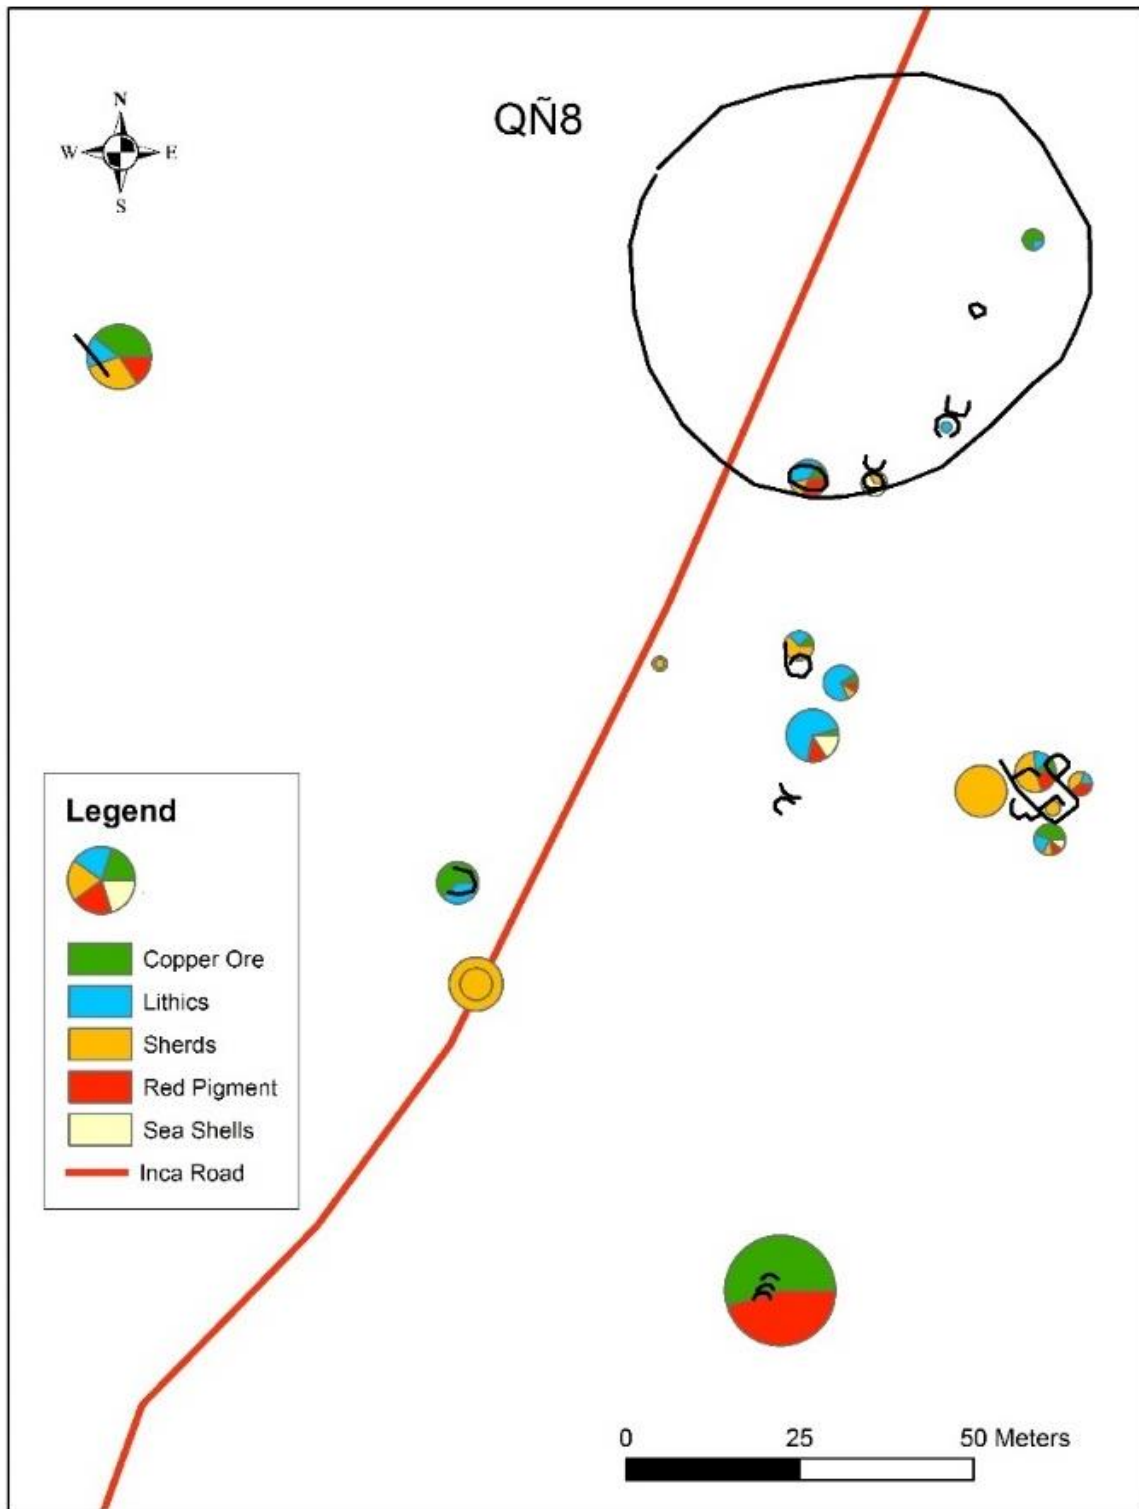 QÑ8
N
W E
S
Legend
Copper Ore
Lithics
Sherds
Red Pigment
Sea Shells
Inca Road
0 25 50 Meters